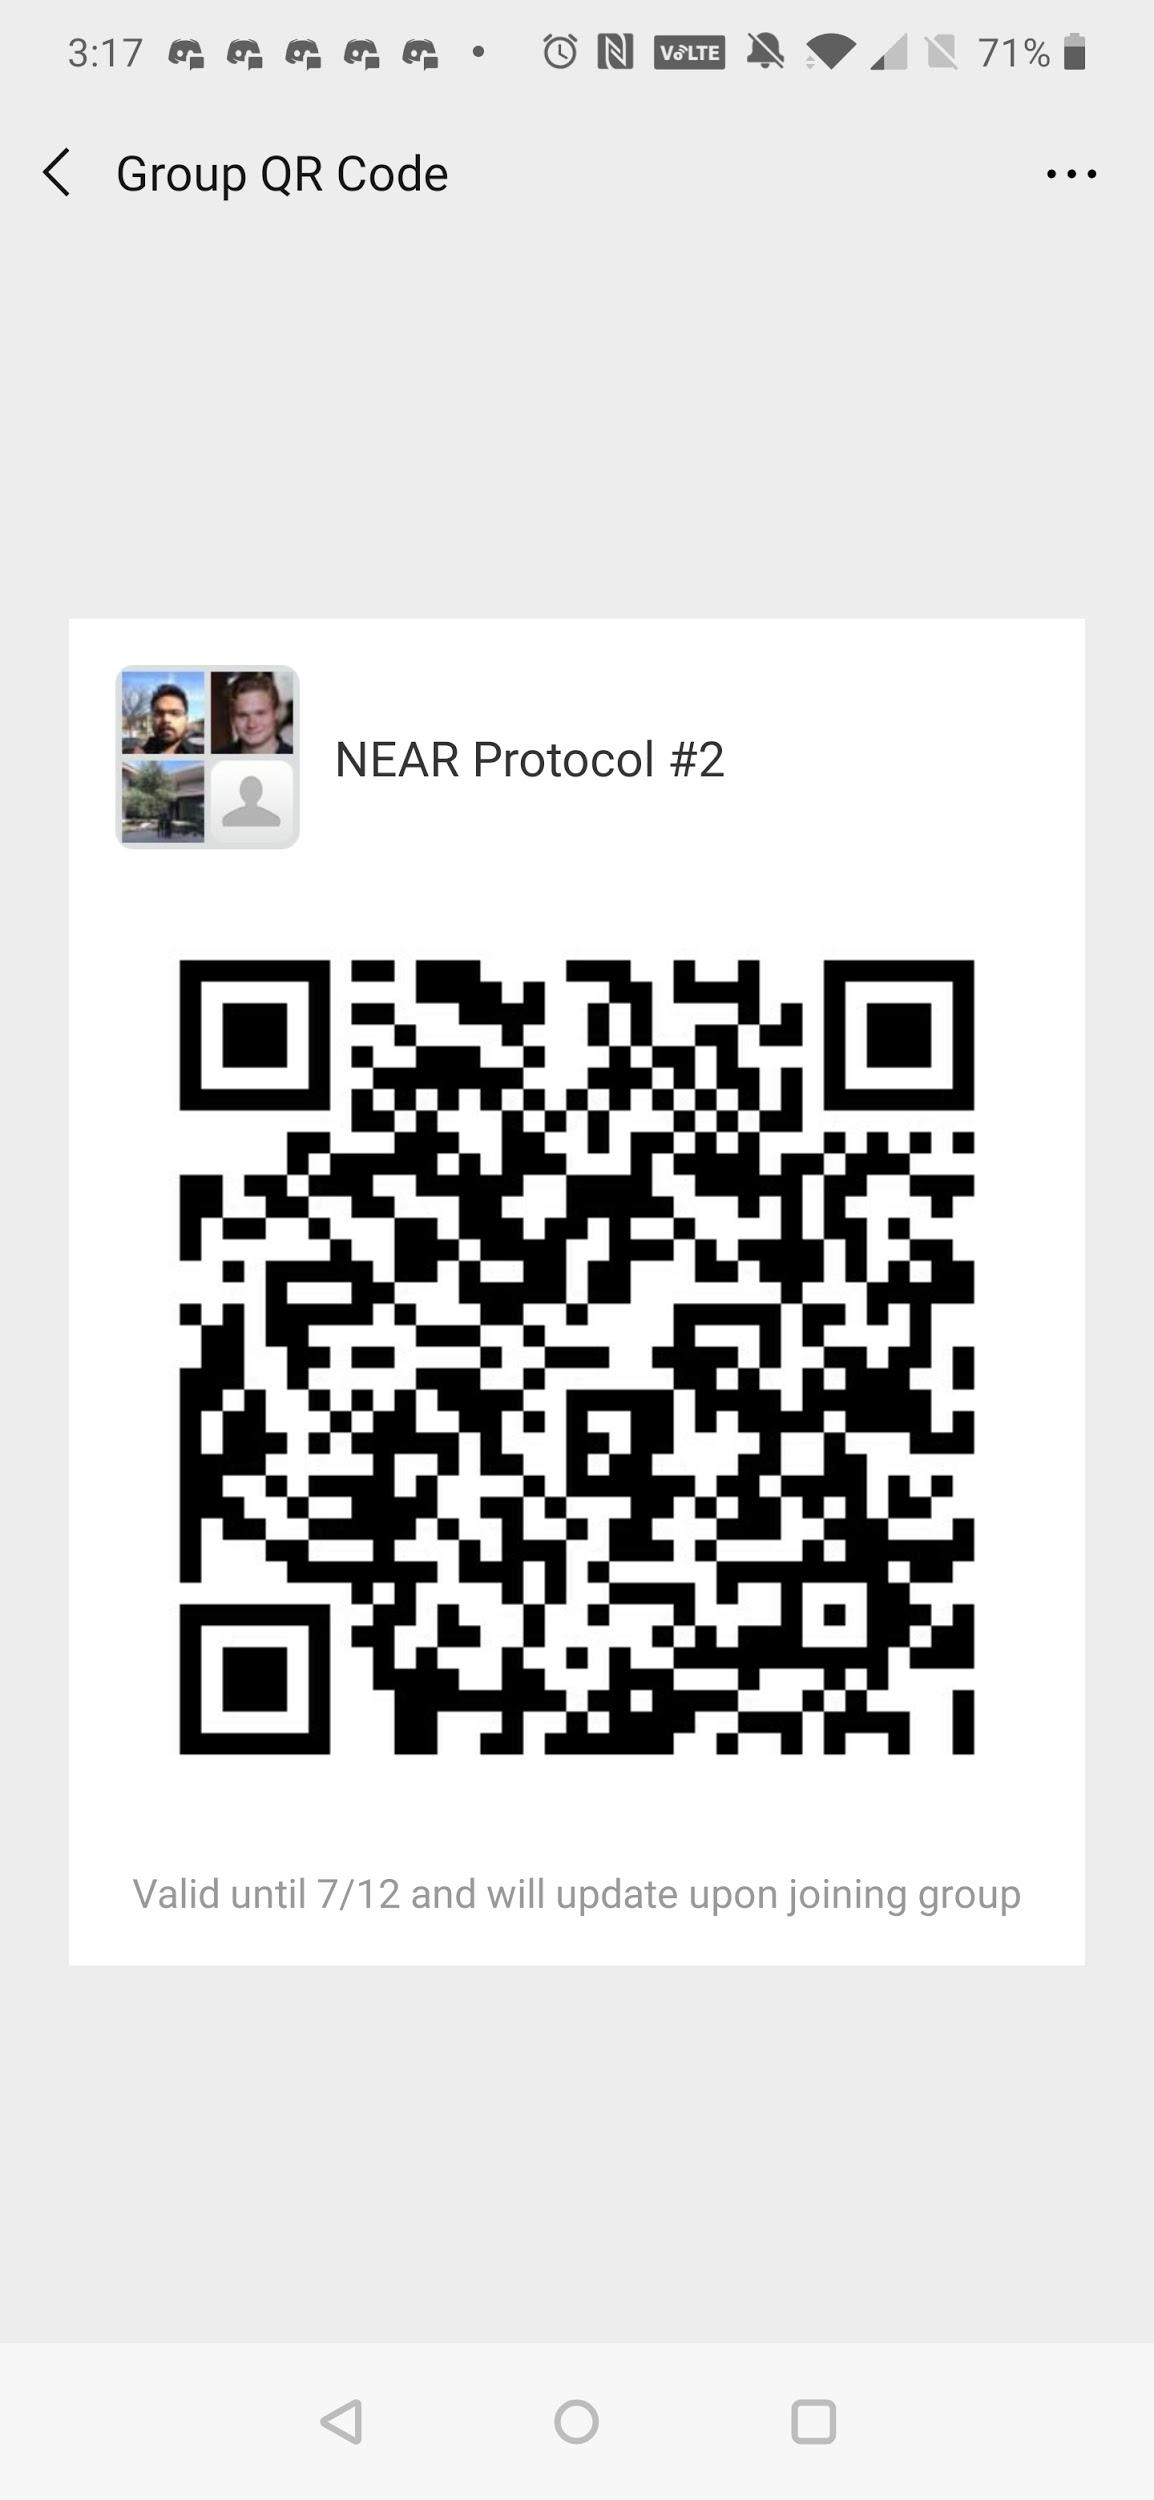 3:17 VoLTE 71%
Group QR Code
NEAR Protocol #2
Valid until 7/12 and will update upon joining group